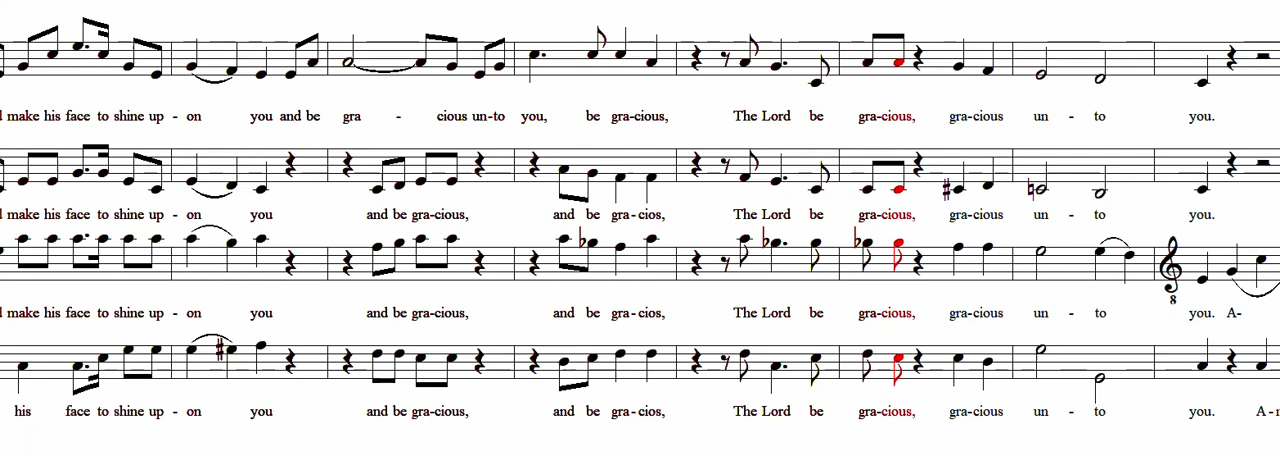 make his face to shine up - on you and be gra - cious un-to you, be gra-cious, The Lord be gra-cious, gra-cious un - to you.
make his face to shine up - on you and be gra-cious, and be gra-cios, The Lord be gra-cious, gra-cious un - to you.
8
make his face to shine up - on you and be gra-cious, and be gra-cios, The Lord be gra-cious, gra-cious un - to you. A-
his face to shine up - on you and be gra-cious, and be gra-cios, The Lord be gra-cious, gra-cious un - to you.